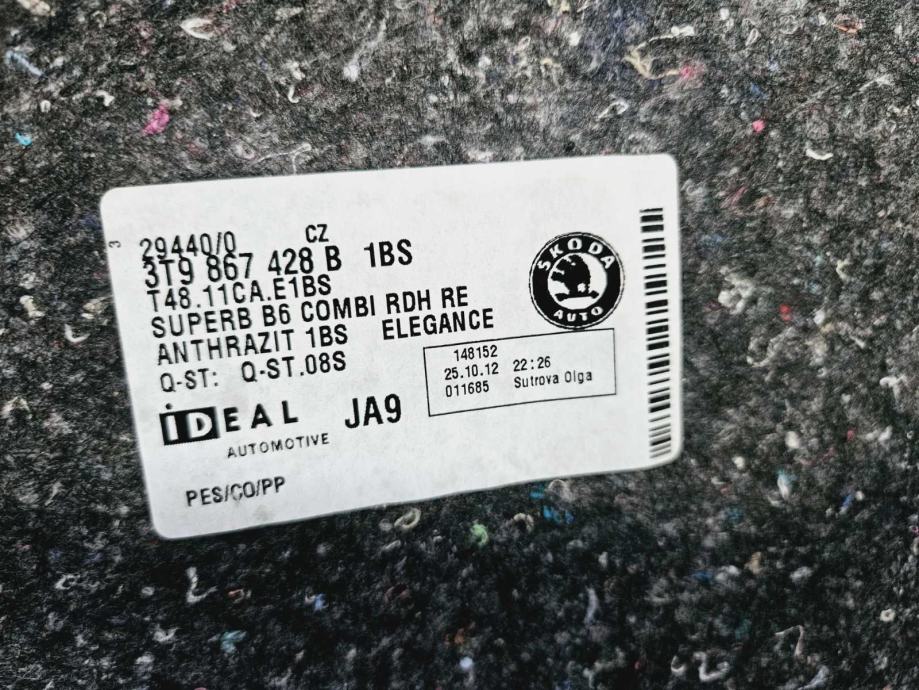 3
29440/0 CZ
3T9 867 428 B 1BS
T48.11CA.E1BS
SUPERB B6 COMBI RDH RE
ANTHRAZIT 1BS ELEGANCE
Q-ST: Q-ST.08S
SKODA
AUTO
148152
25.10.12 22:26
011685 Sutrova Olga
iDEAL JA9
AUTOMOTIVE
PES/CO/PP